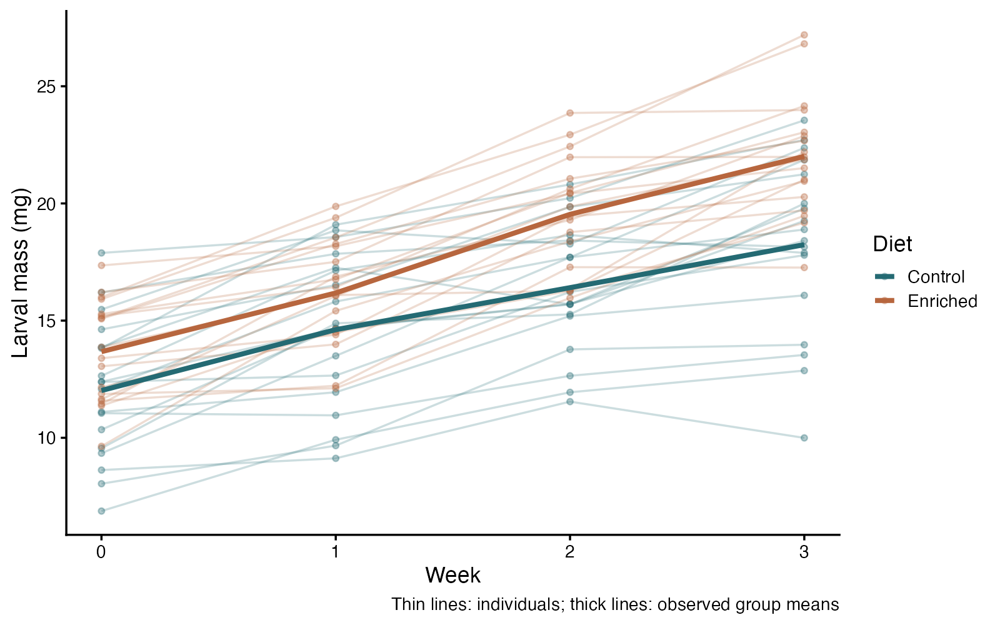 25
20
15
10
Larval mass (mg)
0 1 2 3
Week
Diet
Control
Enriched
Thin lines: individuals; thick lines: observed group means